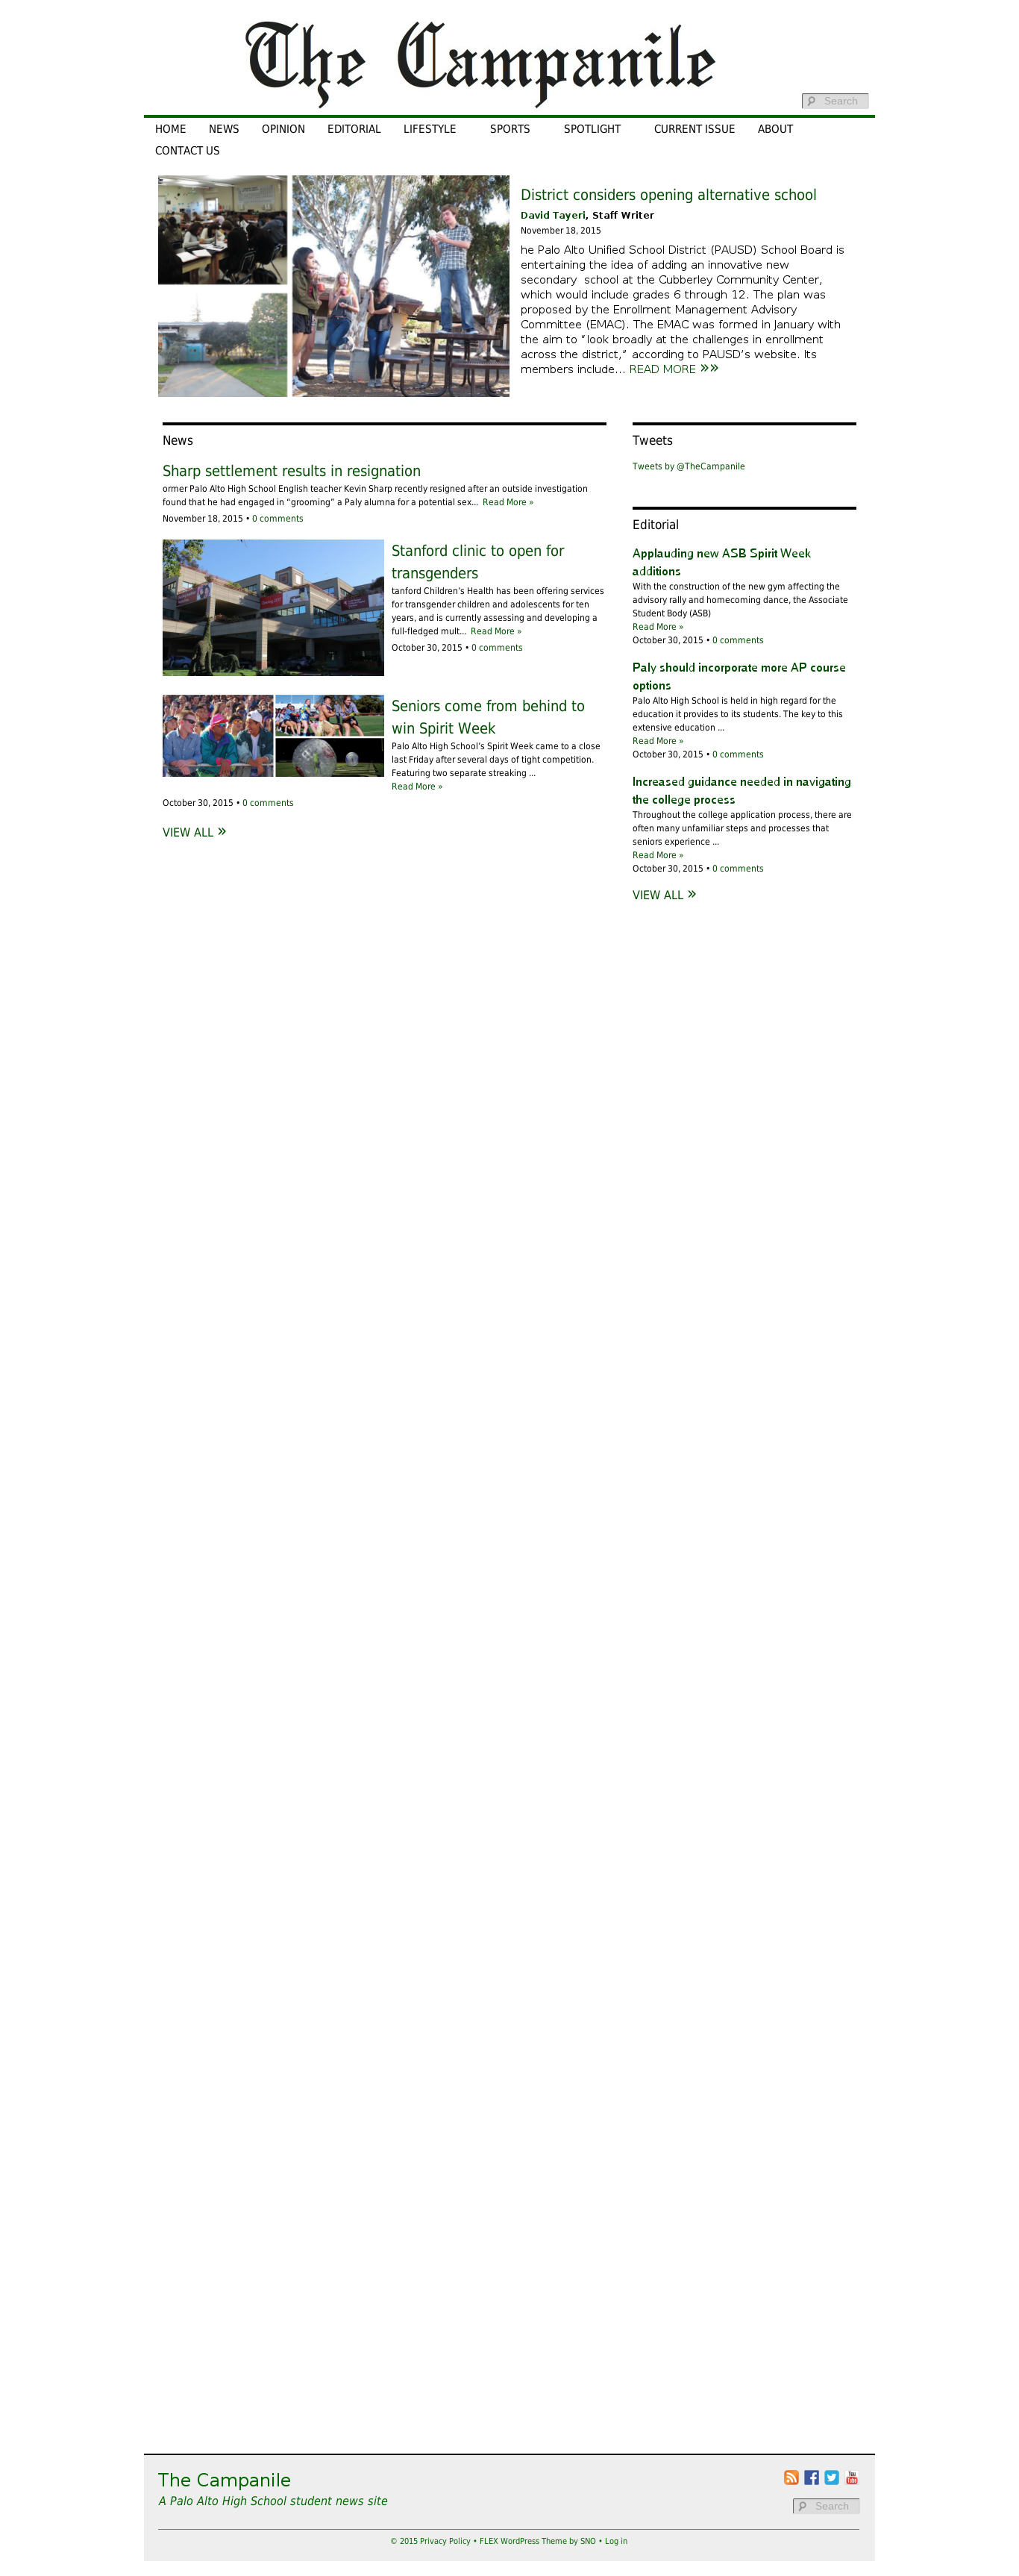 The Campanile
Search
HOME NEWS OPINION EDITORIAL LIFESTYLE SPORTS SPOTLIGHT CURRENT ISSUE ABOUT
CONTACT US
District considers opening alternative school
David Tayeri, Staff Writer
November 18, 2015
he Palo Alto Unified School District (PAUSD) School Board is
entertaining the idea of adding an innovative new
secondary school at the Cubberley Community Center,
which would include grades 6 through 12. The plan was
proposed by the Enrollment Management Advisory
Committee (EMAC). The EMAC was formed in January with
the aim to “look broadly at the challenges in enrollment
across the district,” according to PAUSD’s website. Its
members include... READ MORE »»
News
Sharp settlement results in resignation
ormer Palo Alto High School English teacher Kevin Sharp recently resigned after an outside investigation
found that he had engaged in “grooming” a Paly alumna for a potential sex... Read More »
November 18, 2015 • 0 comments
Stanford clinic to open for
transgenders
tanford Children’s Health has been offering services
for transgender children and adolescents for ten
years, and is currently assessing and developing a
full-fledged mult... Read More »
October 30, 2015 • 0 comments
Seniors come from behind to
win Spirit Week
Palo Alto High School’s Spirit Week came to a close
last Friday after several days of tight competition.
Featuring two separate streaking ...
Read More »
October 30, 2015 • 0 comments
VIEW ALL »
Tweets
Tweets by @TheCampanile
Editorial
Applauding new ASB Spirit Week
additions
With the construction of the new gym affecting the
advisory rally and homecoming dance, the Associate
Student Body (ASB)
Read More »
October 30, 2015 • 0 comments
Paly should incorporate more AP course
options
Palo Alto High School is held in high regard for the
education it provides to its students. The key to this
extensive education ...
Read More »
October 30, 2015 • 0 comments
Increased guidance needed in navigating
the college process
Throughout the college application process, there are
often many unfamiliar steps and processes that
seniors experience ...
Read More »
October 30, 2015 • 0 comments
VIEW ALL »
The Campanile
A Palo Alto High School student news site
You
Tube
Search
© 2015 Privacy Policy • FLEX WordPress Theme by SNO • Log in